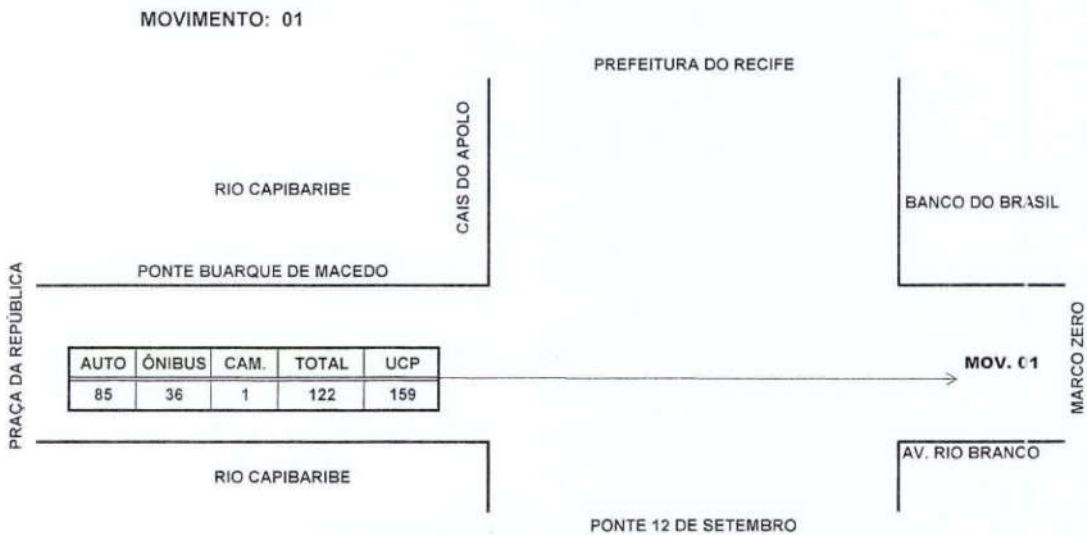 MOVIMENTO: 01
PREFEITURA DO RECIFE
CAIS DO APOLO
RIO CAPIBARIBE
BANCO DO BRASIL
PONTE BUARQUE DE MACEDO
PRAÇA DA REPÚBLICA
AUTO ÔNIBUS CAM. TOTAL UCP
85 36 1 122 159
MOV. 01
MARCO ZERO
AV. RIO BRANCO
RIO CAPIBARIBE
PONTE 12 DE SETEMBRO